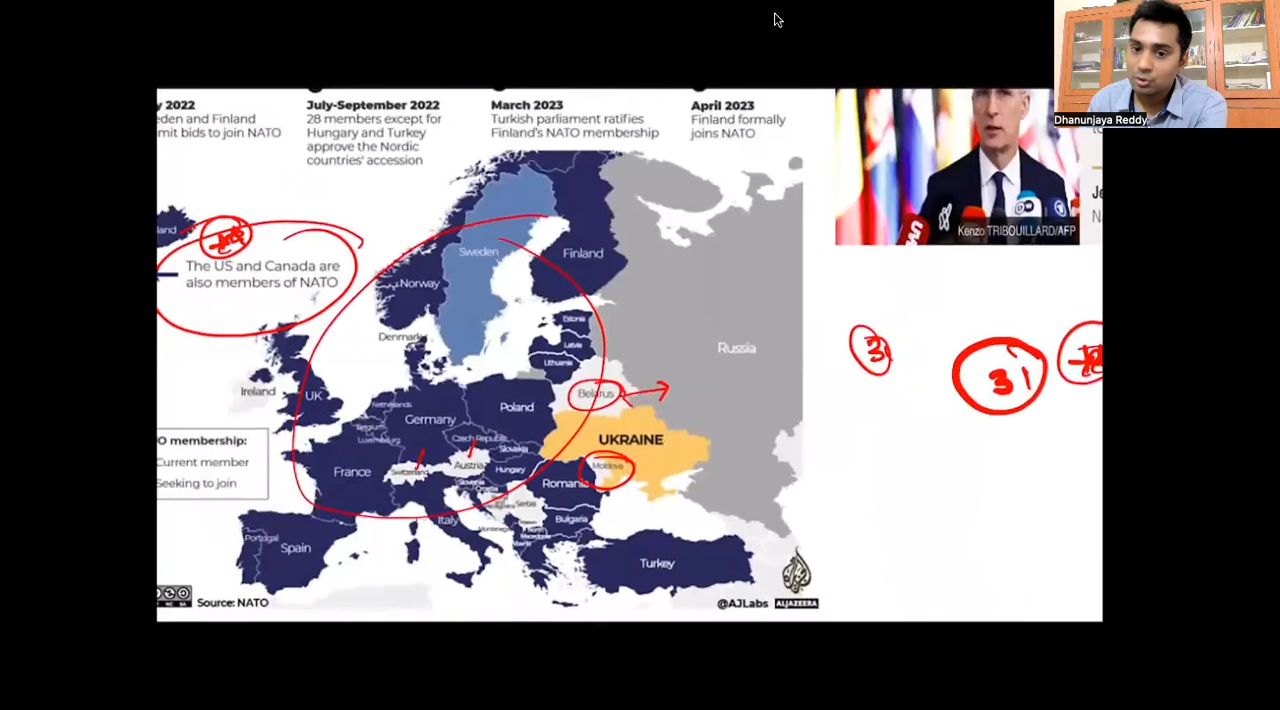 y 2022
eden and Finland
mit bids to join NATO
July-September 2022
28 members except for
Hungary and Turkey
approve the Nordic
countries' accession
March 2023
Turkish parliament ratifies
Finland's NATO membership
April 2023
Finland formally
joins NATO
Dhanunjaya Reddy
Je
N
Kenzo TRIBOUILLARD/AFP
land
The US and Canada are
also members of NATO
Sweden
Finland
Norway
Estonia
Denmark
Latvia
Russia
Lithuania
31
31
Ireland
UK
Belarus
Netherlands
Poland
Germany
Belgium
Luxembourg
Czech Republic
UKRAINE
O membership:
Current member
Seeking to join
Slovakia
France
Switzerland
Austria
Hungary
Moldova
Slovenia
Croatia
Romania
Serbia
Italy
Bulgaria
Montenegro
North
Macedonia
Albania
Portugal
Spain
Turkey
Source: NATO
@AJLabs
ALJAZEERA